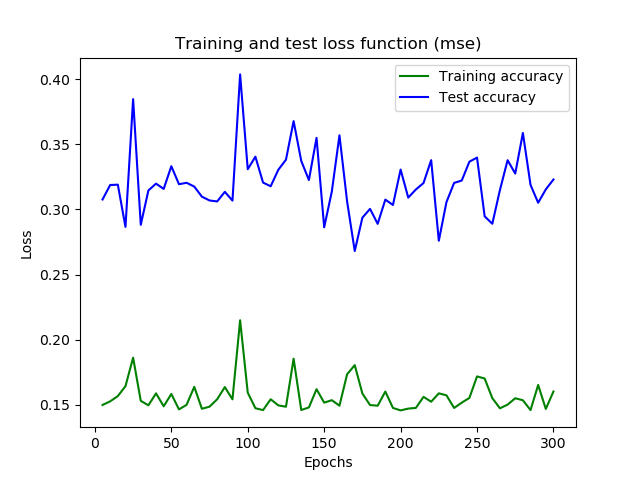 Training and test loss function (mse)
Training accuracy
Test accuracy
0.40
0.35
0.30
0.25
0.20
0.15
Loss
0
50
100
150
200
250
300
Epochs